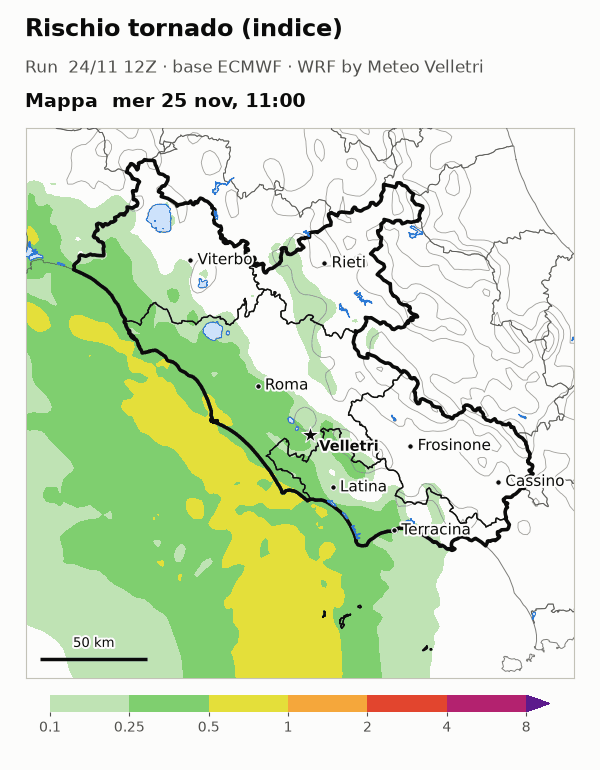 Rischio tornado (indice)
Run  24/11 12Z · base ECMWF · WRF by Meteo Velletri
Mappa  mer 25 nov, 11:00
Viterbo
Rieti
Roma
Velletri
Frosinone
Latina
Cassino
Terracina
50 km
0.1 0.25 0.5 1 2 4 8